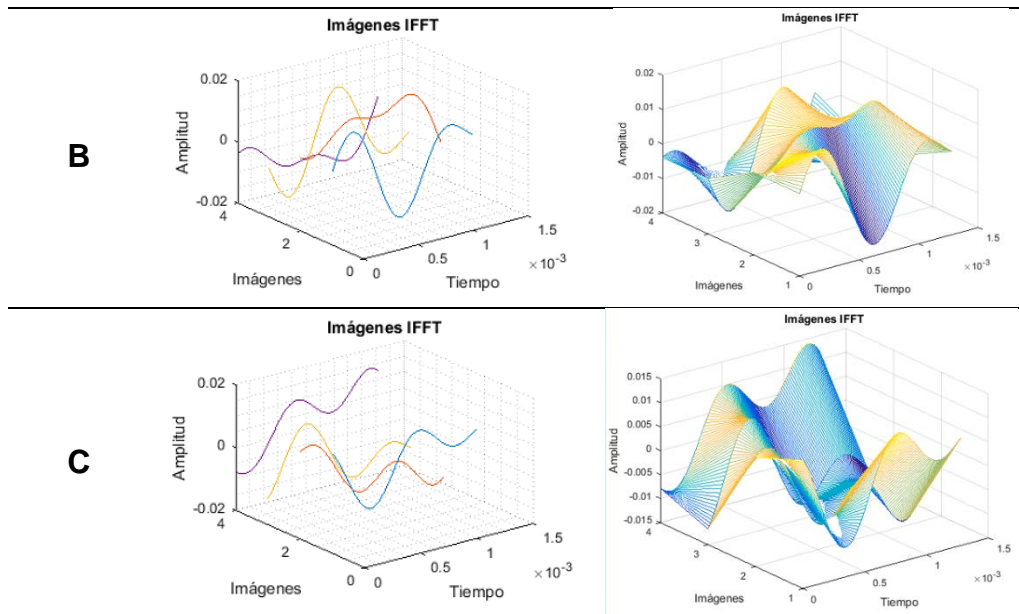 Imágenes IFFT
0.02
0
-0.02
Amplitud
4
2
0
Imágenes
0
0.5
1
1.5
×10-3
Tiempo
Imágenes IFFT
0.02
0.01
0
-0.01
-0.02
Amplitud
4
3
2
1
Imágenes
0
0.5
1
1.5
×10-3
Tiempo
B
Imágenes IFFT
0.02
0
-0.02
Amplitud
4
2
0
Imágenes
0
0.5
1
1.5
×10-3
Tiempo
Imágenes IFFT
0.015
0.01
0.005
0
-0.005
-0.01
-0.015
Amplitud
4
3
2
1
Imágenes
0
0.5
1
1.5
×10-3
Tiempo
C